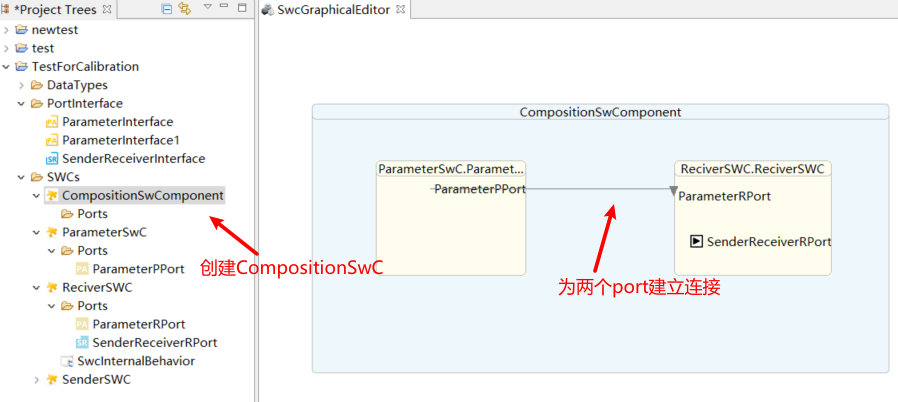 *Project Trees
newtest
test
TestForCalibration
DataTypes
PortInterface
ParameterInterface
ParameterInterface1
SenderReceiverInterface
SWCs
CompositionSwComponent
Ports
ParameterSwC
Ports
ParameterPPort
ReciverSWC
Ports
ParameterRPort
SenderReceiverRPort
SwcInternalBehavior
SenderSWC
创建CompositionSwC
SwcGraphicalEditor
CompositionSwComponent
ParameterSwC.Paramet...
ParameterPPort
ReciverSWC.ReciverSWC
ParameterRPort
SenderReceiverRPort
为两个port建立连接